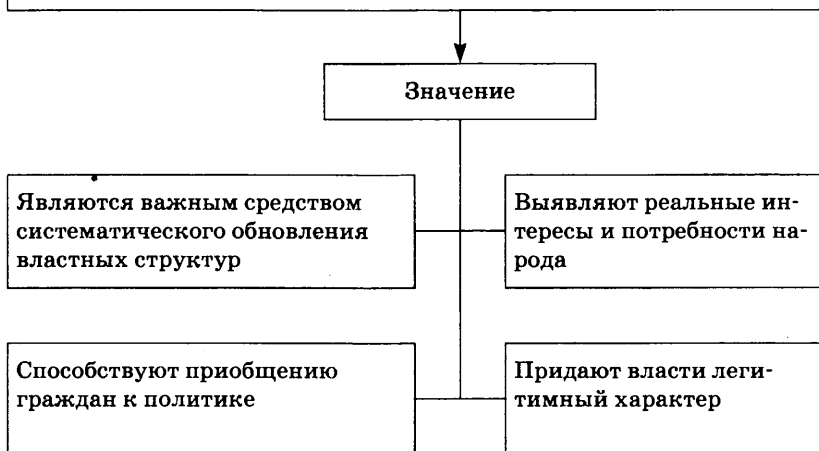 Значение
Являются важным средством
систематического обновления
властных структур
Выявляют реальные ин-
тересы и потребности на-
рода
Способствуют приобщению
граждан к политике
Придают власти леги-
тимный характер